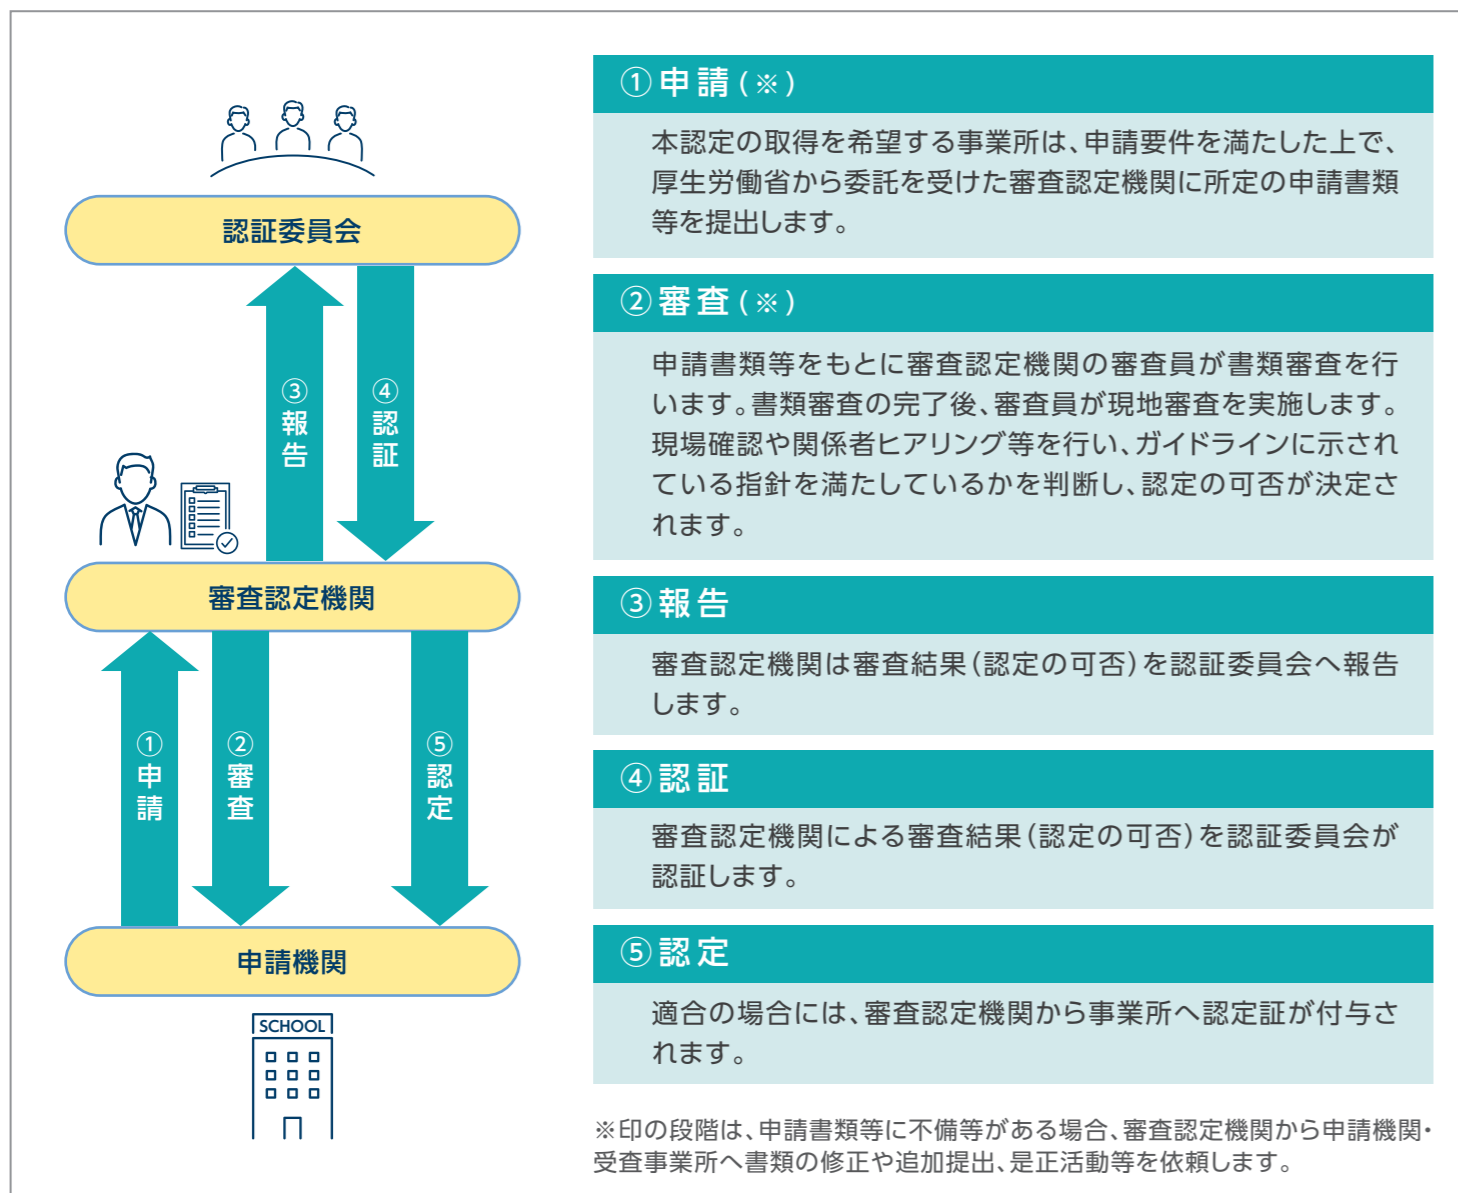 認証委員会
③報告
④認証
審査認定機関
①申請
②審査
⑤認定
申請機関
SCHOOL
①申請(※)
本認定の取得を希望する事業所は、申請要件を満たした上で、
厚生労働省から委託を受けた審査認定機関に所定の申請書類
等を提出します。
②審査(※)
申請書類等をもとに審査認定機関の審査員が書類審査を行
います。書類審査の完了後、審査員が現地審査を実施します。
現場確認や関係者ヒアリング等を行い、ガイドラインに示され
ている指針を満たしているかを判断し、認定の可否が決定さ
れます。
③報告
審査認定機関は審査結果(認定の可否)を認証委員会へ報告
します。
④認証
審査認定機関による審査結果(認定の可否)を認証委員会が
認証します。
⑤認定
適合の場合には、審査認定機関から事業所へ認定証が付与さ
れます。
※印の段階は、申請書類等に不備等がある場合、審査認定機関から申請機関・
受査事業所へ書類の修正や追加提出、是正活動等を依頼します。